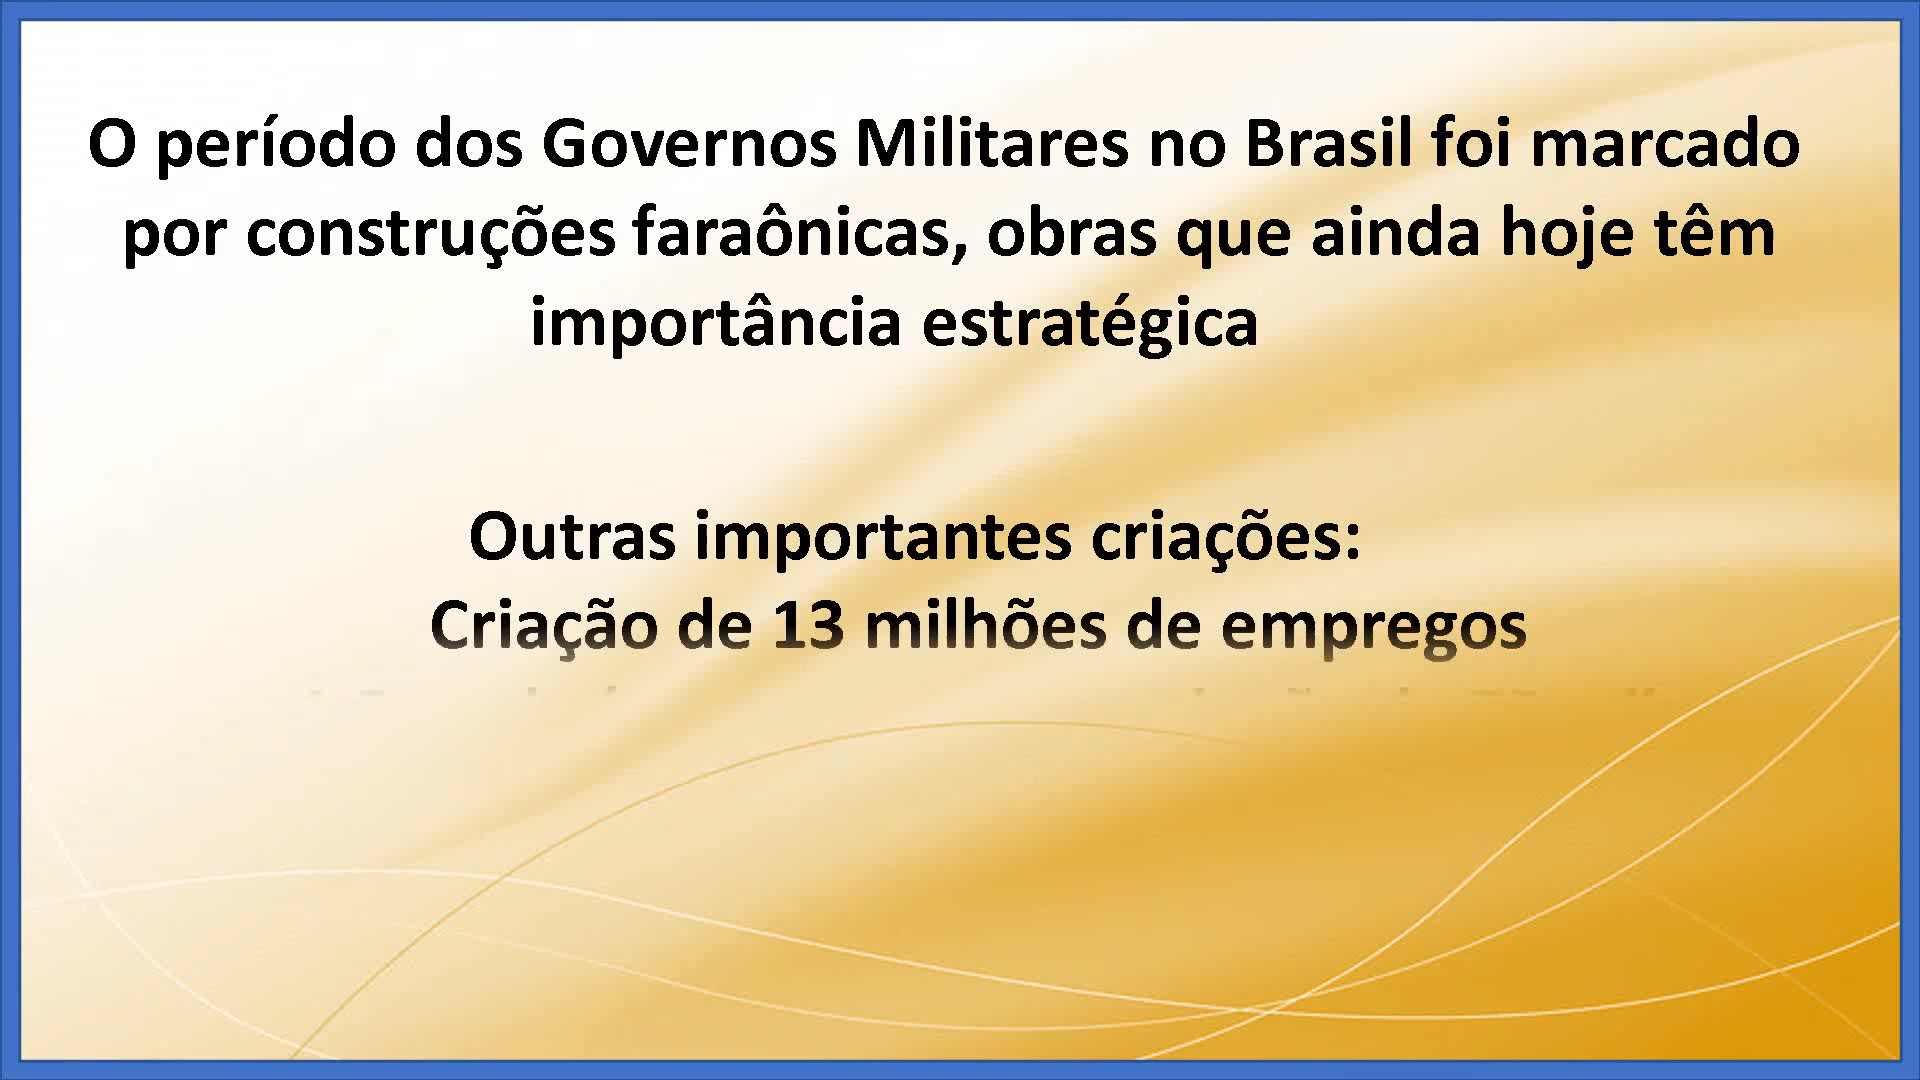 O período dos Governos Militares no Brasil foi marcado
por construções faraônicas, obras que ainda hoje têm
importância estratégica
Outras importantes criações:
Criação de 13 milhões de empregos